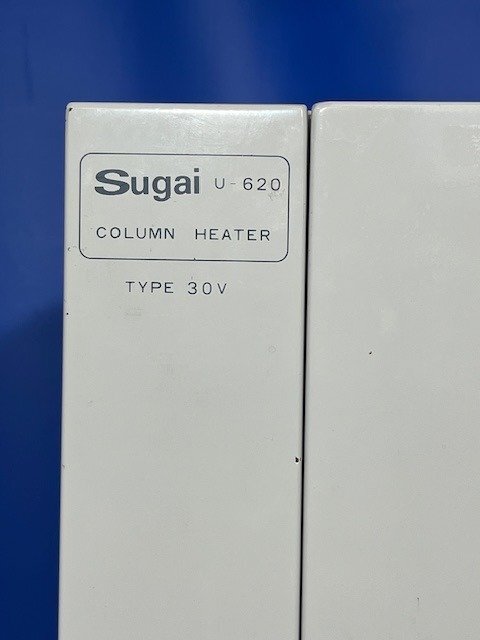 Sugai U-620
COLUMN HEATER
TYPE 30V